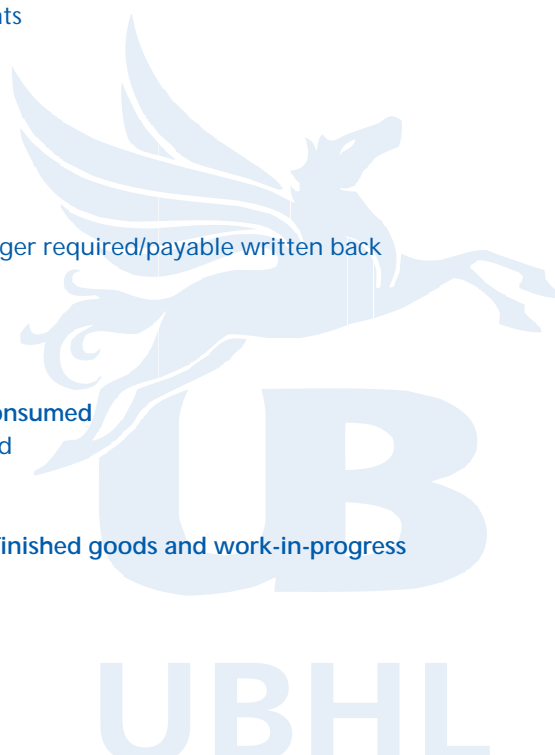 nts
ger required/payable written back
onsumed
d
finished goods and work-in-progress
UB
UBHL